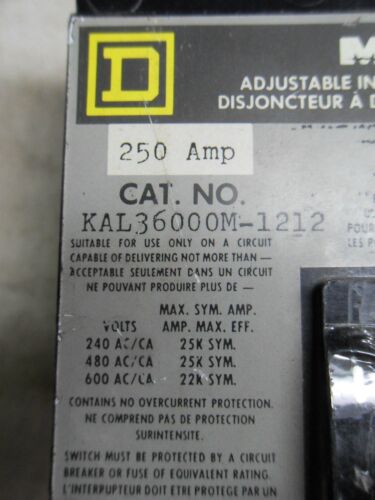 D
M
ADJUSTABLE IN
DISJONCTEUR À D
250 Amp
CAT. NO.
KAL36000M-1212
SUITABLE FOR USE ONLY ON A CIRCUIT
CAPABLE OF DELIVERING NOT MORE THAN —
ACCEPTABLE SEULEMENT DANS UN CIRCUIT
NE POUVANT PRODUIRE PLUS DE —
MAX. SYM. AMP.
VOLTS AMP. MAX. EFF.
240 AC/CA 25K SYM.
480 AC/CA 25K SYM.
600 AC/CA 22K SYM.
CONTAINS NO OVERCURRENT PROTECTION.
NE COMPREND PAS DE PROTECTION
SURINTENSITE.
SWITCH MUST BE PROTECTED BY A CIRCUIT
BREAKER OR FUSE OF EQUIVALENT RATING.
L'INTERRUPTEUR DOIT ETRE PROTEGE PAR UN
POUR
LES P